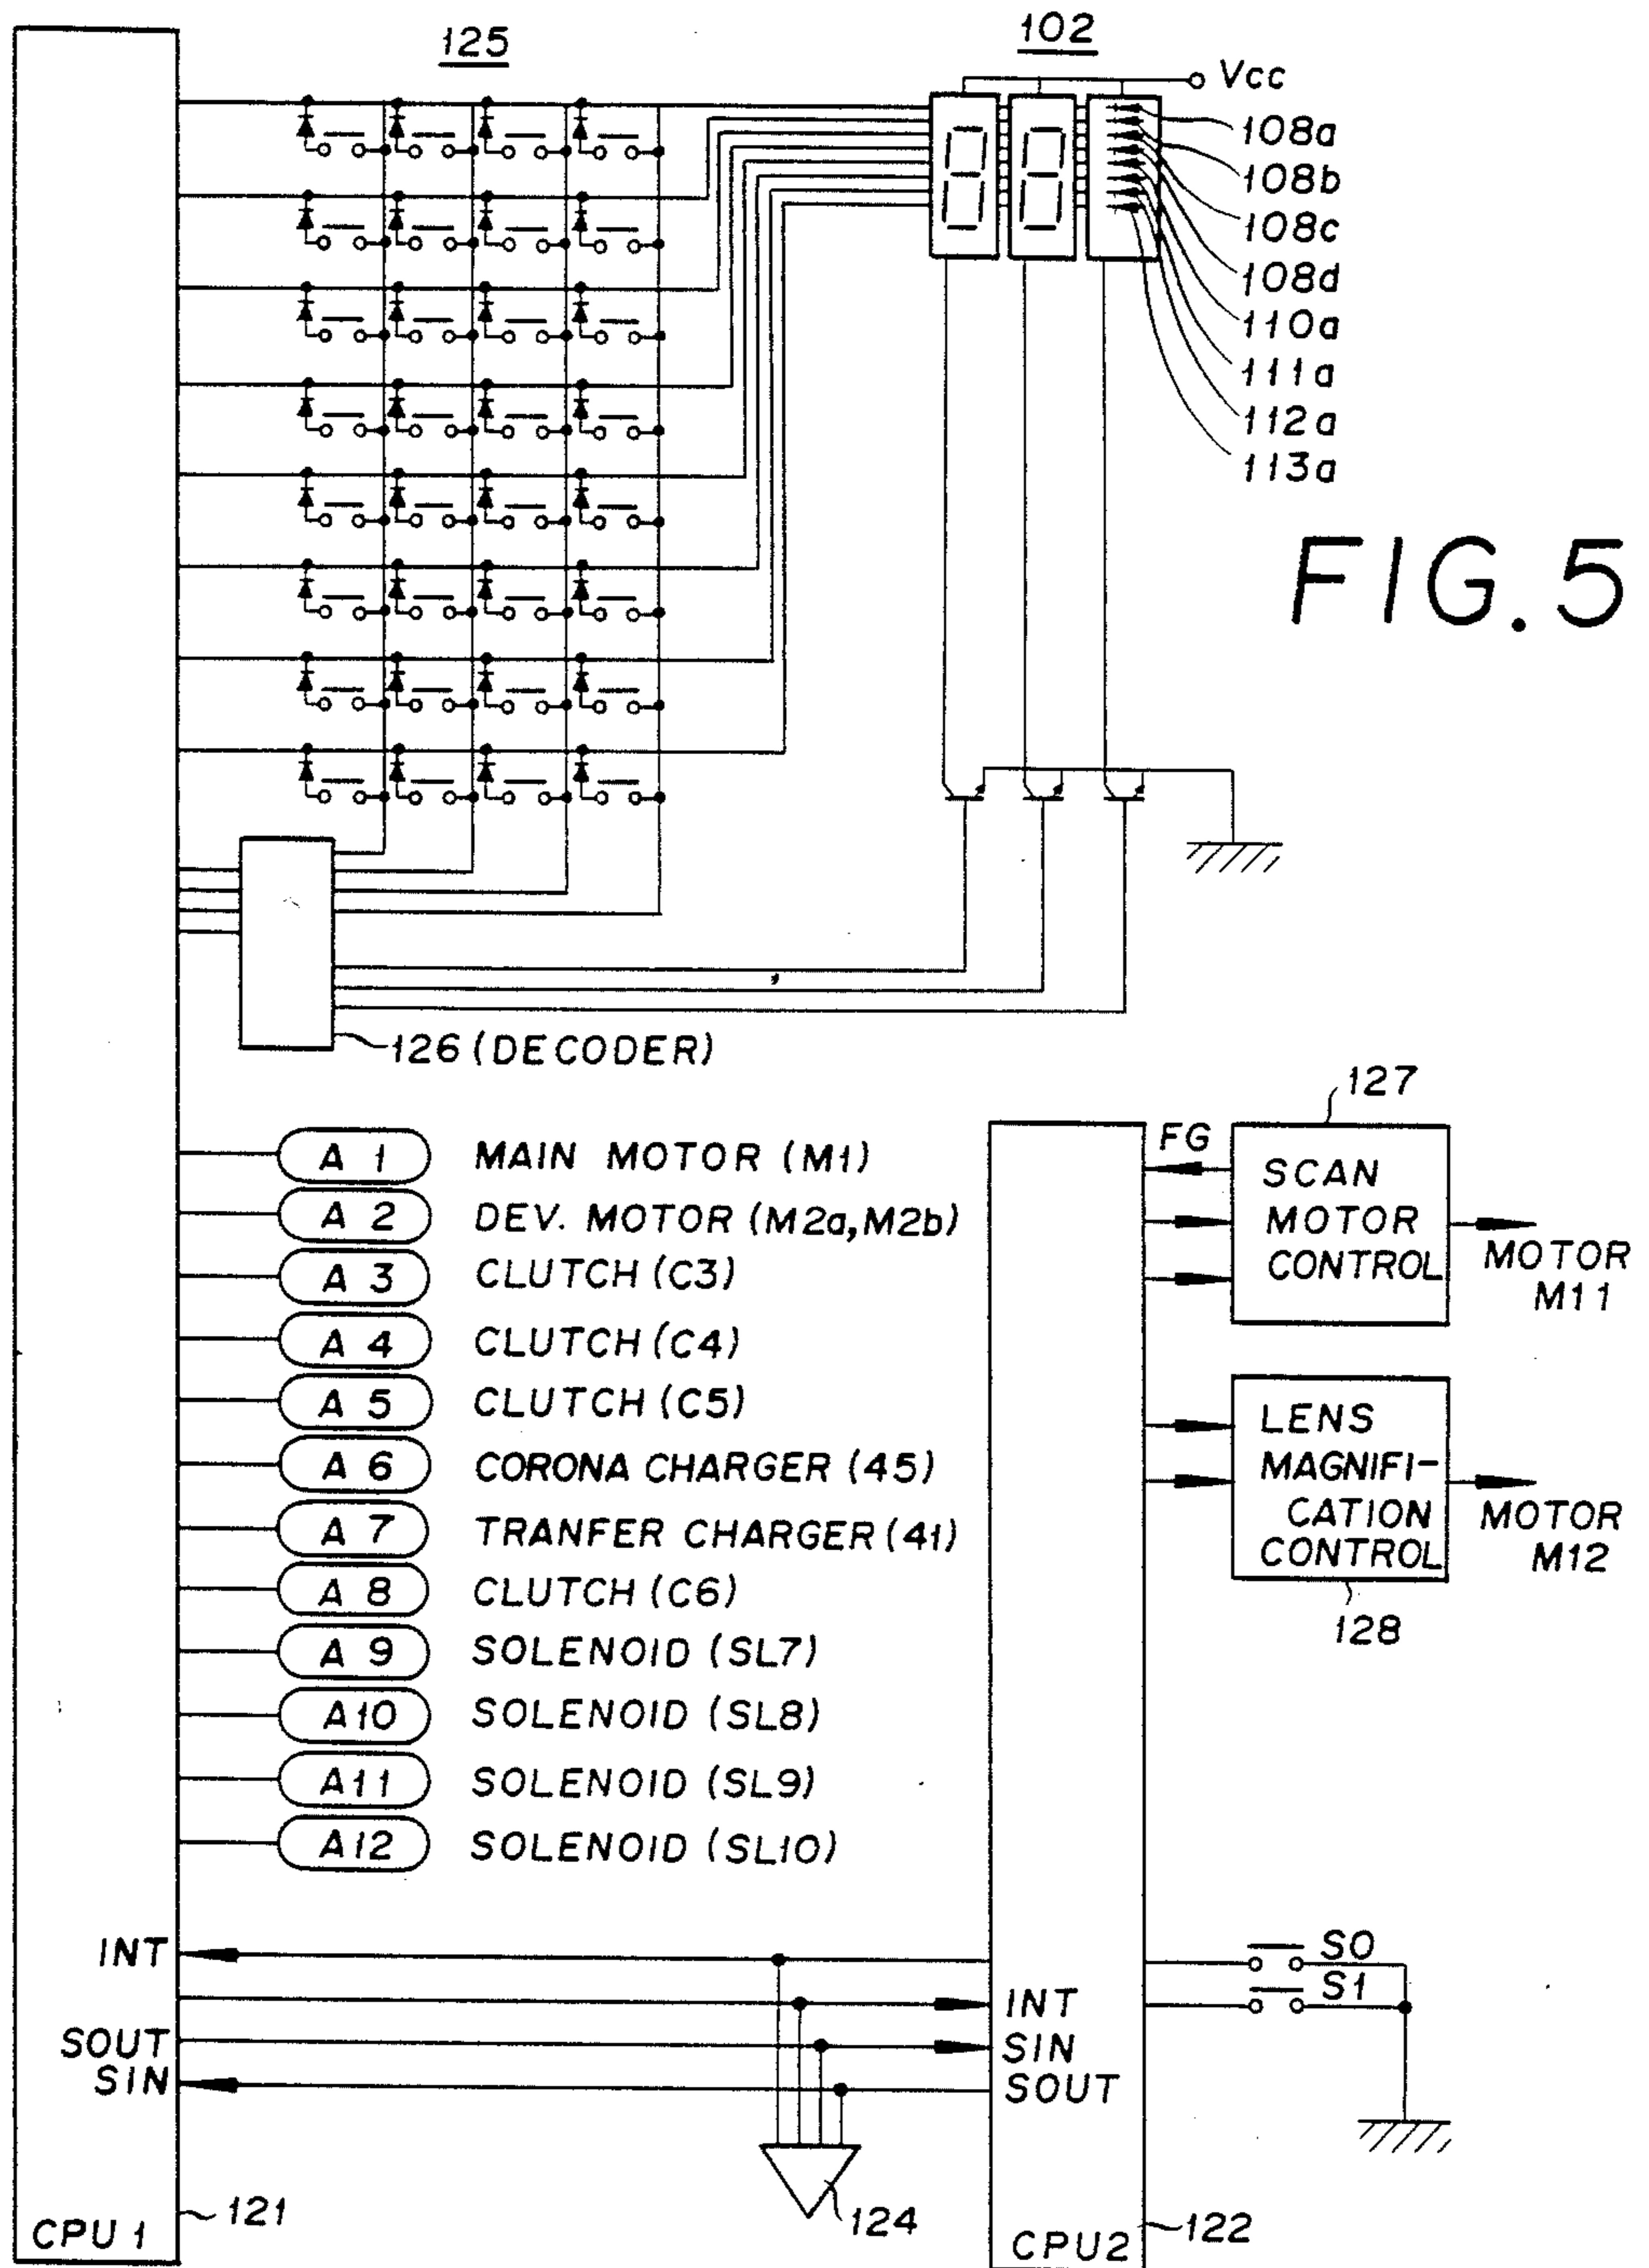 125
102
Vcc
108a
108b
108c
108d
110a
111a
112a
113a
FIG.5
126 (DECODER)
A 1 MAIN MOTOR (M1)
A 2 DEV. MOTOR (M2a,M2b)
A 3 CLUTCH (C3)
A 4 CLUTCH (C4)
A 5 CLUTCH (C5)
A 6 CORONA CHARGER (45)
A 7 TRANFER CHARGER (41)
A 8 CLUTCH (C6)
A 9 SOLENOID (SL7)
A10 SOLENOID (SL8)
A11 SOLENOID (SL9)
A12 SOLENOID (SL10)
127
FG
SCAN
MOTOR
CONTROL
MOTOR
M11
LENS
MAGNIFI-
CATION
CONTROL
MOTOR
M12
128
INT
SOUT
SIN
INT
SIN
SOUT
S0
S1
124
CPU1
121
CPU2
122